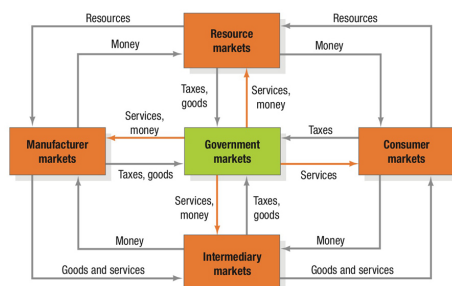 Resources
Resources
Resource
markets
Money
Money
Taxes,
goods
Services,
money
Services,
money
Taxes
Manufacturer
markets
Government
markets
Consumer
markets
Taxes, goods
Services
Services,
money
Taxes,
goods
Money
Money
Intermediary
markets
Goods and services
Goods and services